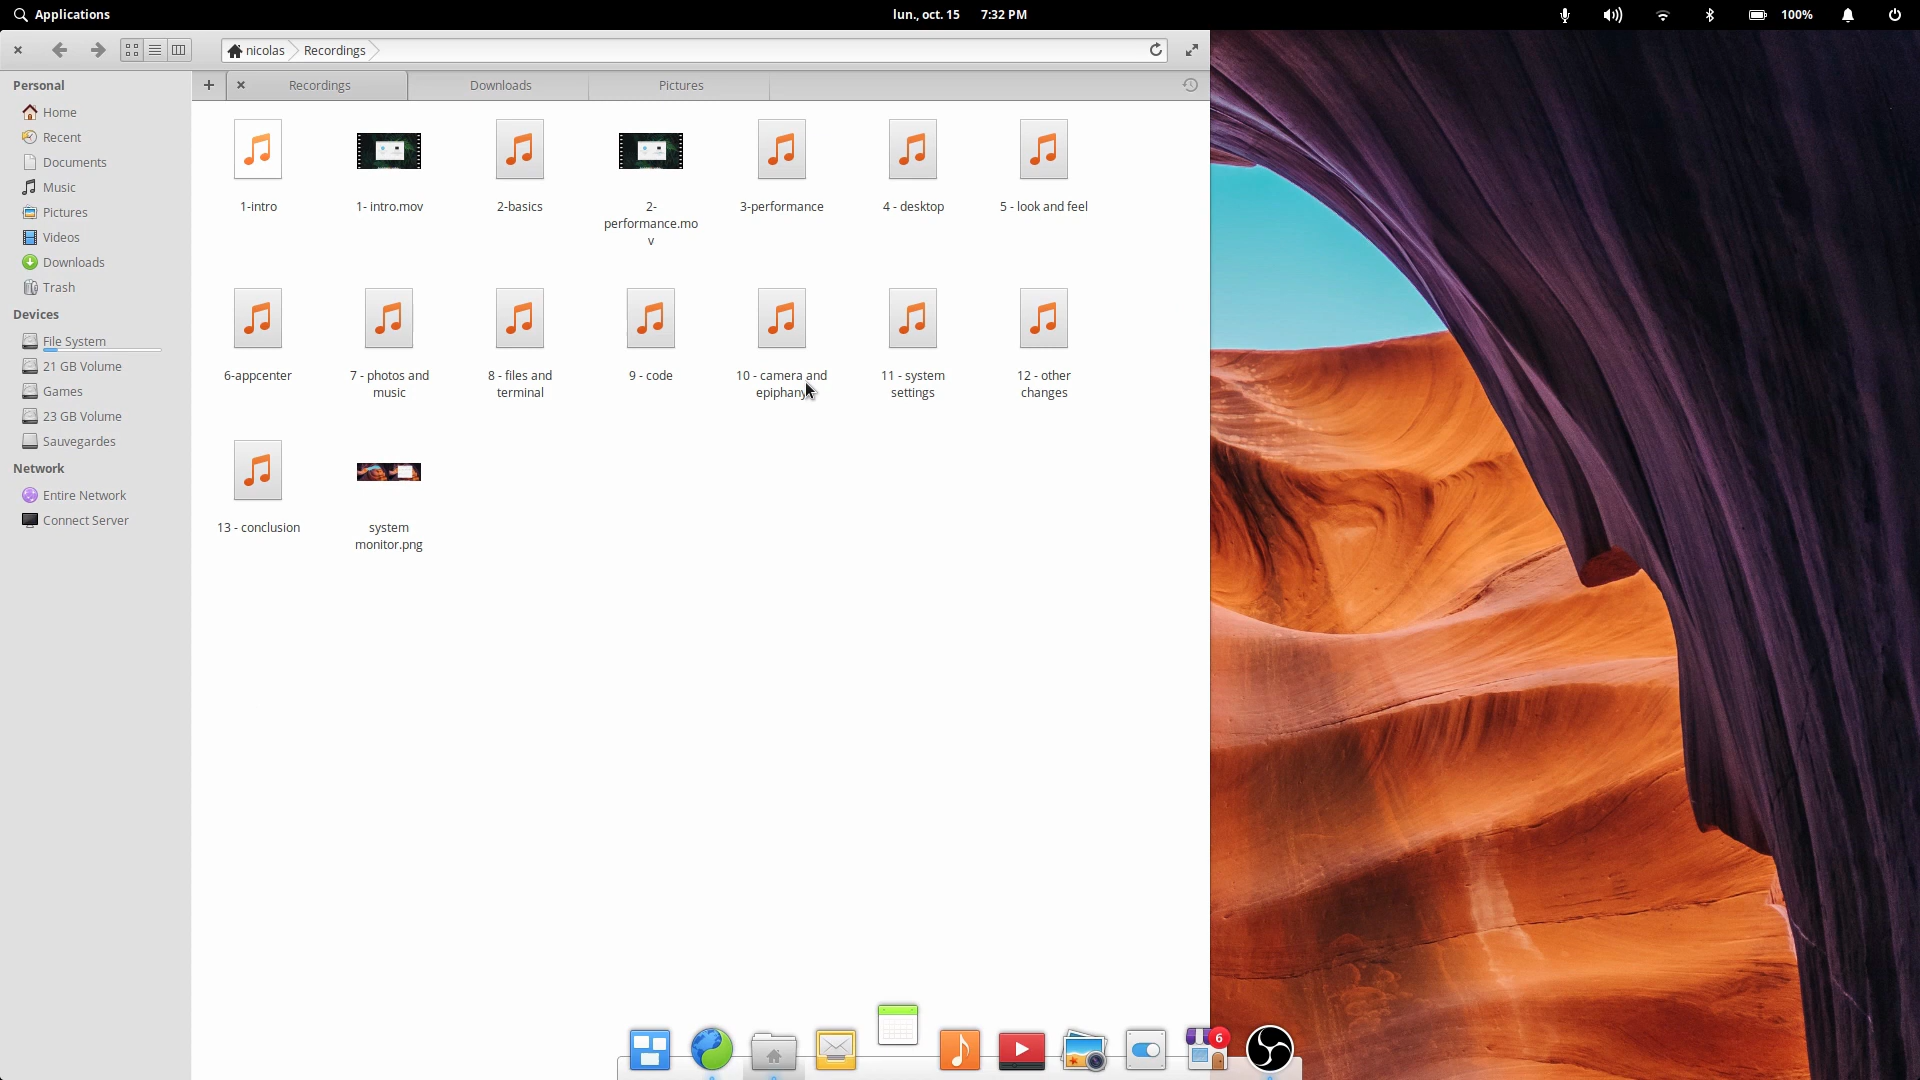 Applications
lun., oct. 15 7:32 PM
100%
nicolas Recordings
Recordings Downloads Pictures
Personal
Home
Recent
Documents
Music
Pictures
Videos
Downloads
Trash
Devices
File System
21 GB Volume
Games
23 GB Volume
Sauvegardes
Network
Entire Network
Connect Server
1-intro
1- intro.mov
2-basics
2-
performance.mo
v
3-performance
4 - desktop
5 - look and feel
6-appcenter
7 - photos and
music
8 - files and
terminal
9 - code
10 - camera and
epiphany
11 - system
settings
12 - other
changes
13 - conclusion
system
monitor.png
6